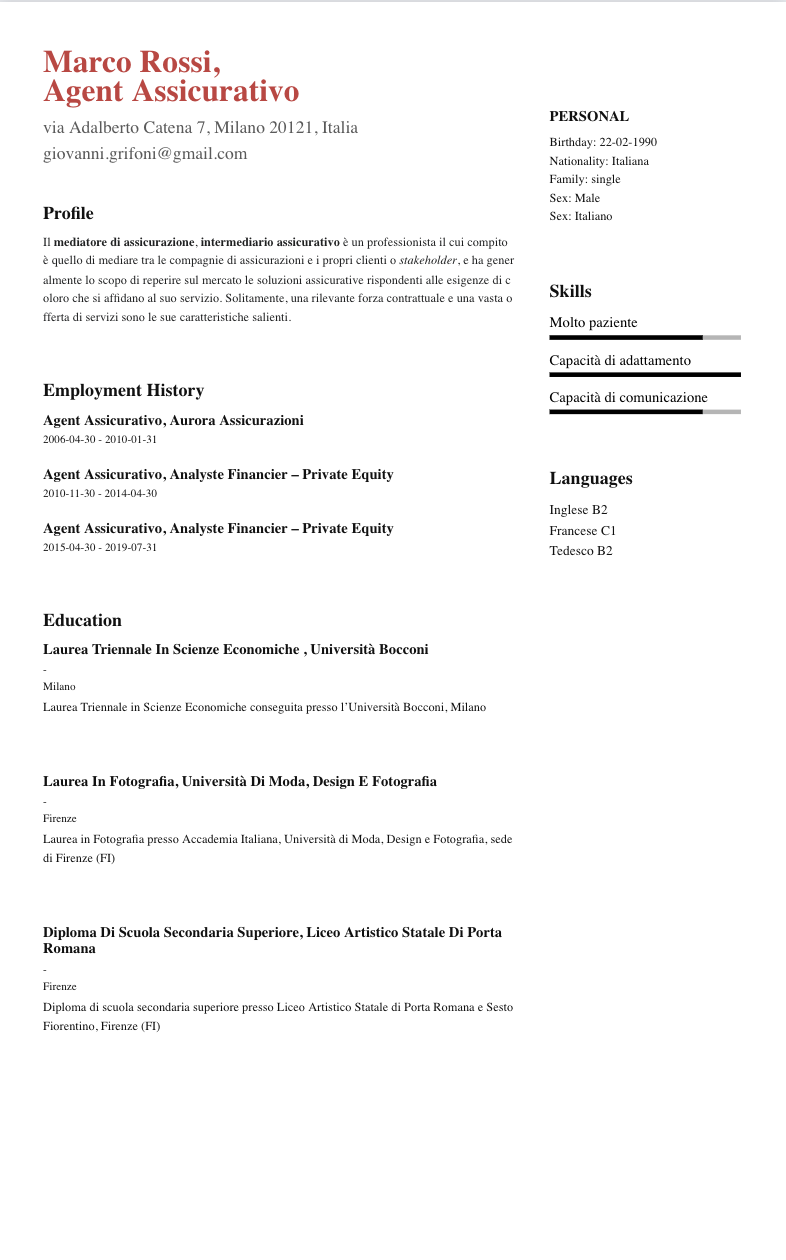 Marco Rossi,
Agent Assicurativo
via Adalberto Catena 7, Milano 20121, Italia
giovanni.grifoni@gmail.com
Profile
Il mediatore di assicurazione, intermediario assicurativo è un professionista il cui compito
è quello di mediare tra le compagnie di assicurazioni e i propri clienti o stakeholder, e ha gener
almente lo scopo di reperire sul mercato le soluzioni assicurative rispondenti alle esigenze di c
oloro che si affidano al suo servizio. Solitamente, una rilevante forza contrattuale e una vasta o
fferta di servizi sono le sue caratteristiche salienti.
Employment History
Agent Assicurativo, Aurora Assicurazioni
2006-04-30 - 2010-01-31
Agent Assicurativo, Analyste Financier – Private Equity
2010-11-30 - 2014-04-30
Agent Assicurativo, Analyste Financier – Private Equity
2015-04-30 - 2019-07-31
Education
Laurea Triennale In Scienze Economiche , Università Bocconi
-
Milano
Laurea Triennale in Scienze Economiche conseguita presso l’Università Bocconi, Milano
Laurea In Fotografia, Università Di Moda, Design E Fotografia
-
Firenze
Laurea in Fotografia presso Accademia Italiana, Università di Moda, Design e Fotografia, sede
di Firenze (FI)
Diploma Di Scuola Secondaria Superiore, Liceo Artistico Statale Di Porta
Romana
-
Firenze
Diploma di scuola secondaria superiore presso Liceo Artistico Statale di Porta Romana e Sesto
Fiorentino, Firenze (FI)
PERSONAL
Birthday: 22-02-1990
Nationality: Italiana
Family: single
Sex: Male
Sex: Italiano
Skills
Molto paziente
Capacità di adattamento
Capacità di comunicazione
Languages
Inglese B2
Francese C1
Tedesco B2